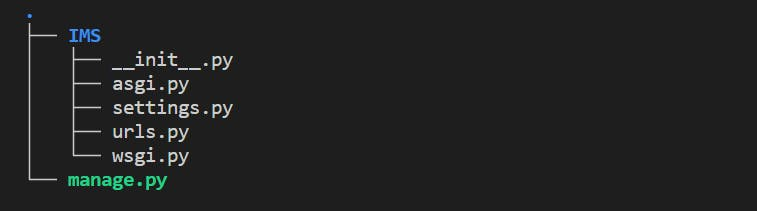 .
├── IMS
│   ├── __init__.py
│   ├── asgi.py
│   ├── settings.py
│   ├── urls.py
│   └── wsgi.py
└── manage.py